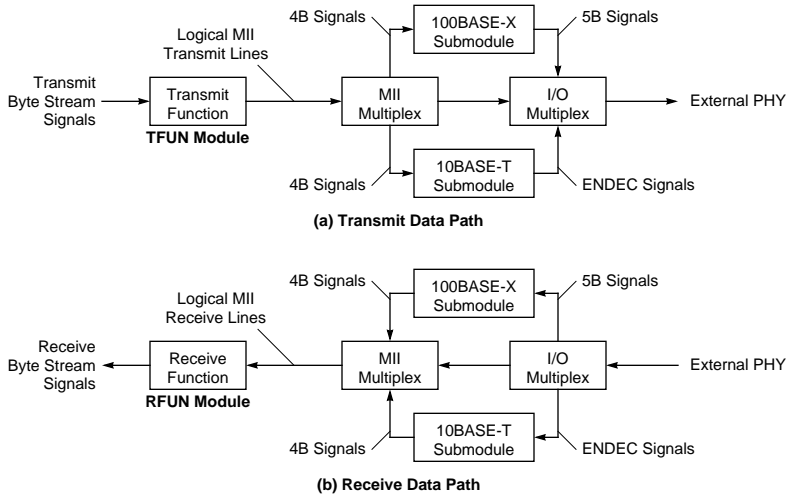 4B Signals
100BASE-X
Submodule
5B Signals
Logical MII
Transmit Lines
Transmit
Byte Stream
Signals
Transmit
Function
TFUN Module
MII
Multiplex
I/O
Multiplex
External PHY
4B Signals
10BASE-T
Submodule
ENDEC Signals
(a) Transmit Data Path
4B Signals
100BASE-X
Submodule
5B Signals
Logical MII
Receive Lines
Receive
Byte Stream
Signals
Receive
Function
RFUN Module
MII
Multiplex
I/O
Multiplex
External PHY
4B Signals
10BASE-T
Submodule
ENDEC Signals
(b) Receive Data Path